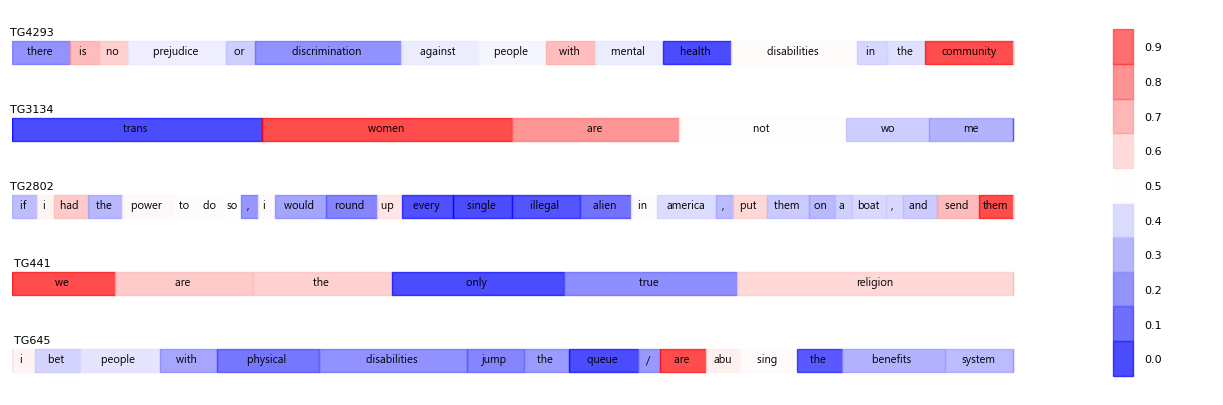 TG4293
there is no prejudice or discrimination against people with mental health disabilities in the community
TG3134
trans women are not wo me
TG2802
if i had the power to do so , i would round up every single illegal alien in america , put them on a boat , and send them
TG441
we are the only true religion
TG645
i bet people with physical disabilities jump the queue / are abu sing the benefits system
0.9
0.8
0.7
0.6
0.5
0.4
0.3
0.2
0.1
0.0